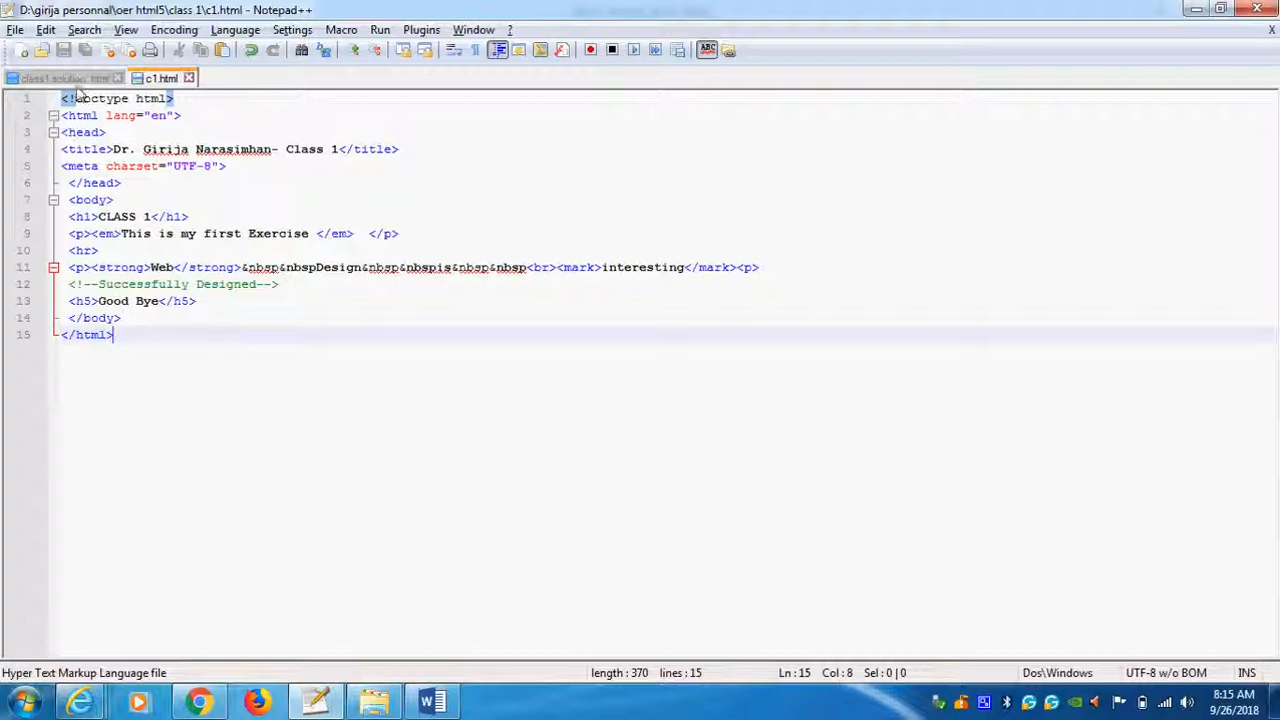 D:\girija personnal\oer html5\class 1\c1.html - Notepad++
File Edit Search View Encoding Language Settings Macro Run Plugins Window ? X
class1 solution html c1.html
1 <!doctype html>
2 <html lang="en">
3 <head>
4 <title>Dr. Girija Narasimhan- Class 1</title>
5 <meta charset="UTF-8">
6 </head>
7 <body>
8 <h1>CLASS 1</h1>
9 <p><em>This is my first Exercise </em>  </p>
10 <hr>
11 <p><strong>Web</strong>&nbsp&nbspDesign&nbsp&nbspis&nbsp&nbsp<br><mark>interesting</mark><p>
12 <!--Successfully Designed-->
13 <h5>Good Bye</h5>
14 </body>
15 </html>
Hyper Text Markup Language file length : 370 lines : 15 Ln : 15 Col : 8 Sel : 0 | 0 Dos\Windows UTF-8 w/o BOM INS
8:15 AM
9/26/2018